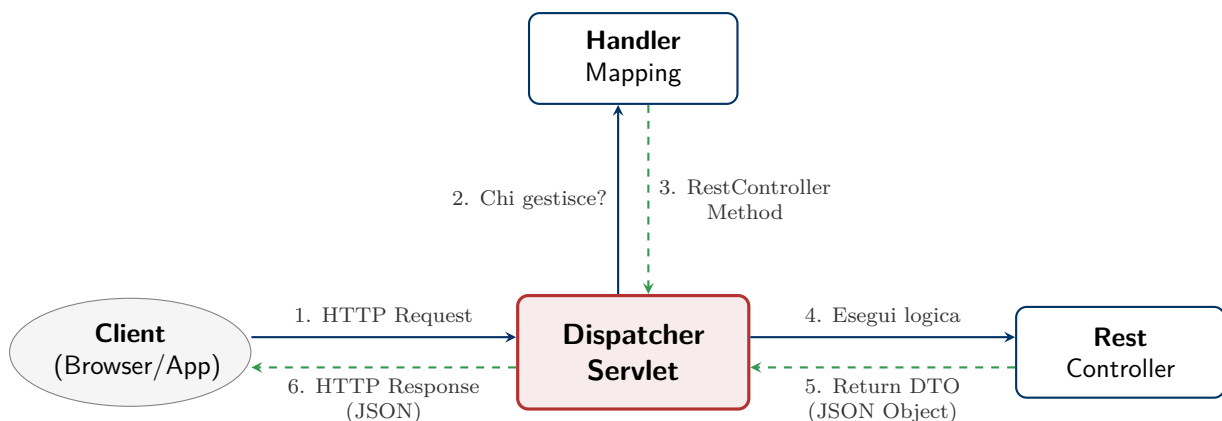 Handler
Mapping
2. Chi gestisce?
3. RestController
Method
Client
(Browser/App)
1. HTTP Request
6. HTTP Response
(JSON)
Dispatcher
Servlet
4. Esegui logica
5. Return DTO
(JSON Object)
Rest
Controller